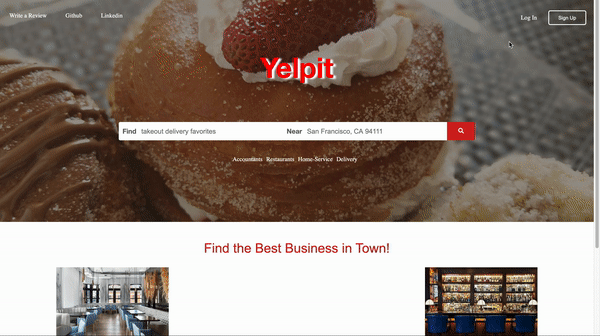 Write a Review Github Linkedin Log In Sign Up
Yelpit
Find takeout delivery favorites Near San Francisco, CA 94111
Accountants Restaurants Home-Service Delivery
Find the Best Business in Town!